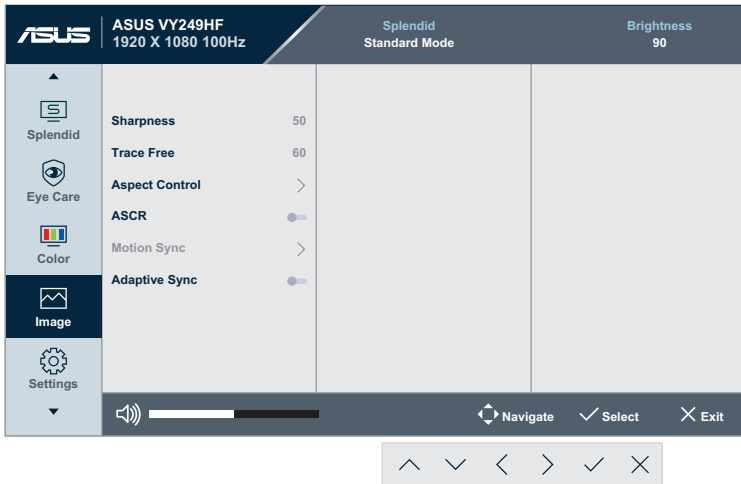 ASUS
ASUS VY249HF
1920 X 1080 100Hz
Splendid
Standard Mode
Brightness
90
S
Splendid
Eye Care
Color
Image
Settings
Sharpness 50
Trace Free 60
Aspect Control
ASCR
Motion Sync
Adaptive Sync
Navigate Select Exit